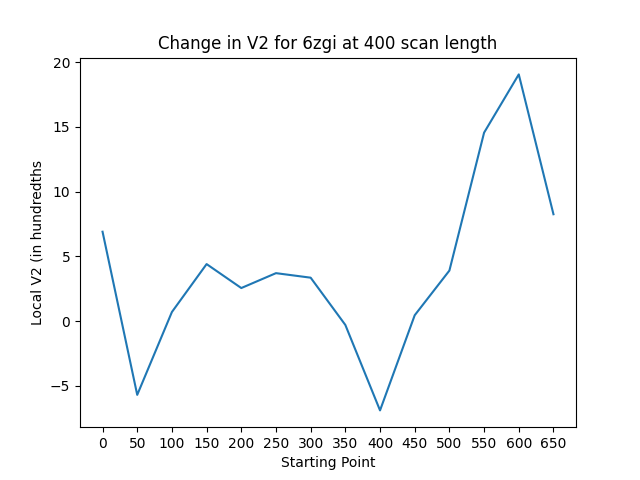 Change in V2 for 6zgi at 400 scan length
Local V2 (in hundredths)
20
15
10
5
0
−5
0 50 100 150 200 250 300 350 400 450 500 550 600 650
Starting Point